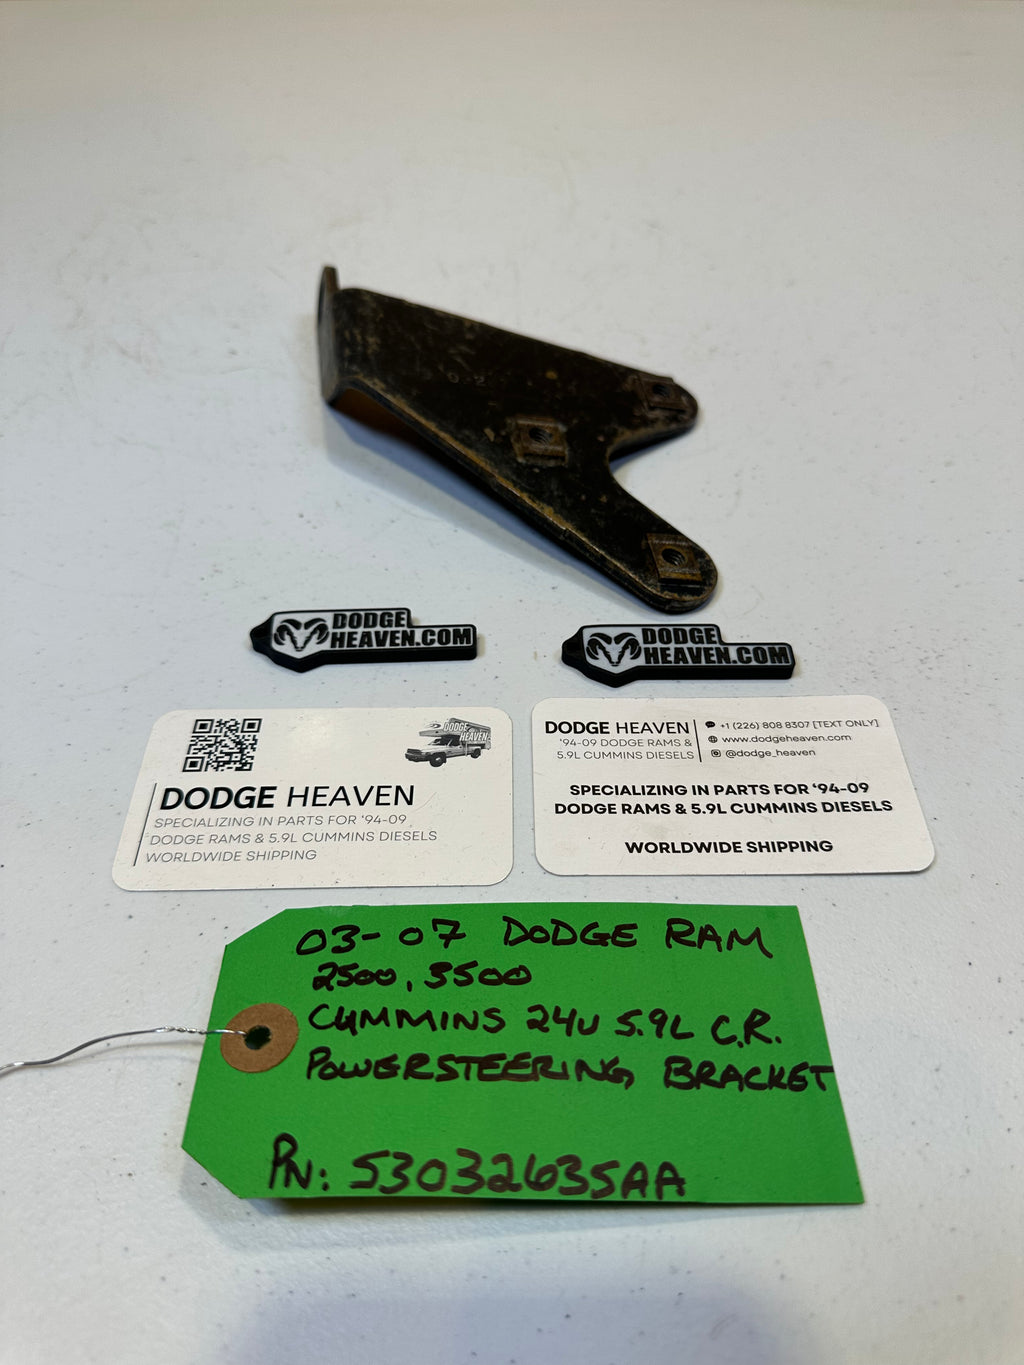 DODGE
HEAVEN.COM
DODGE
HEAVEN.COM
DODGE
HEAVEN
DODGE HEAVEN
SPECIALIZING IN PARTS FOR '94-09
DODGE RAMS & 5.9L CUMMINS DIESELS
WORLDWIDE SHIPPING
DODGE HEAVEN
'94-09 DODGE RAMS &
5.9L CUMMINS DIESELS
+1 (226) 808 8307 [TEXT ONLY]
www.dodgeheaven.com
@dodge_heaven
SPECIALIZING IN PARTS FOR '94-09
DODGE RAMS & 5.9L CUMMINS DIESELS
WORLDWIDE SHIPPING
03-07 DODGE RAM
2500, 3500
CUMMINS 24V 5.9L C.R.
POWERSTEERING BRACKET
PN: 53032635AA